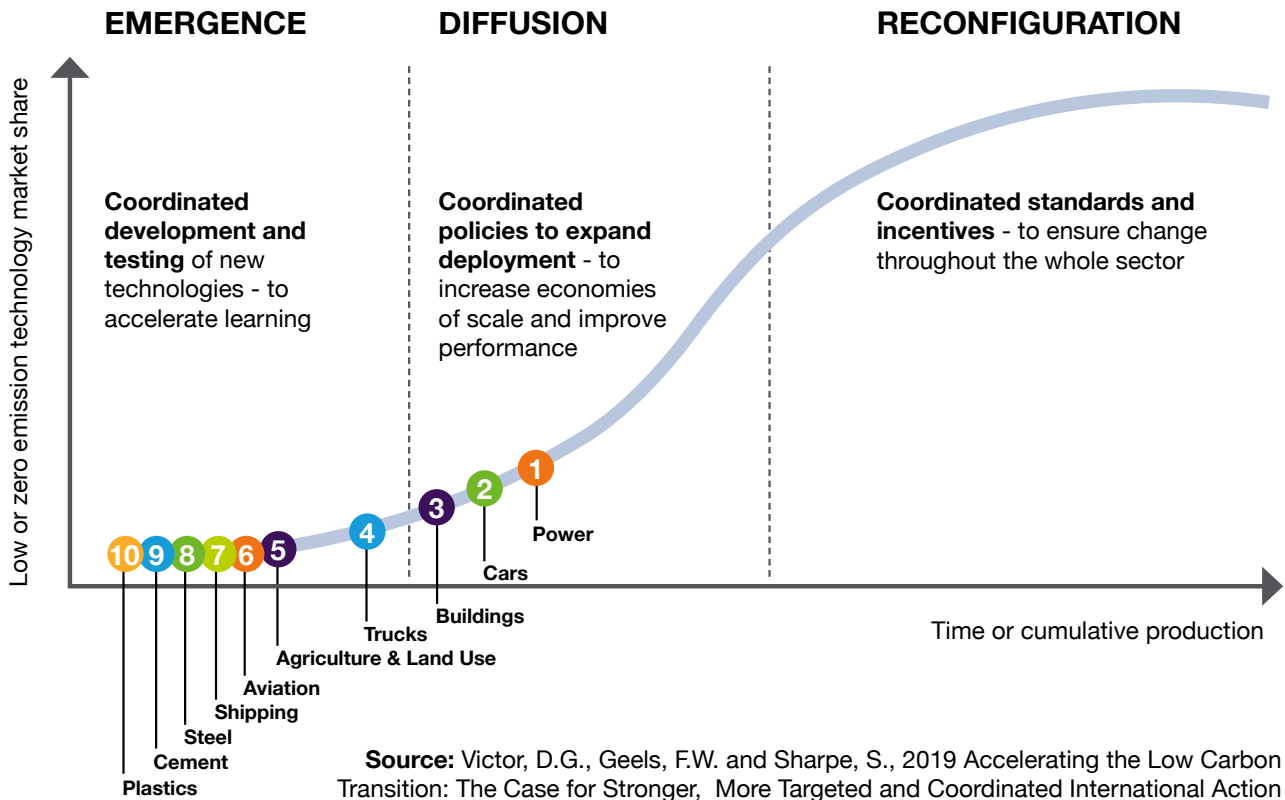 EMERGENCE
DIFFUSION
RECONFIGURATION
Low or zero emission technology market share
Coordinated
development and
testing of new
technologies - to
accelerate learning
Coordinated
policies to expand
deployment - to
increase economies
of scale and improve
performance
Coordinated standards and
incentives - to ensure change
throughout the whole sector
10 9 8 7 6 5 4 3 2 1
Power
Cars
Buildings
Trucks
Agriculture & Land Use
Aviation
Shipping
Steel
Cement
Plastics
Time or cumulative production
Source: Victor, D.G., Geels, F.W. and Sharpe, S., 2019 Accelerating the Low Carbon
Transition: The Case for Stronger, More Targeted and Coordinated International Action